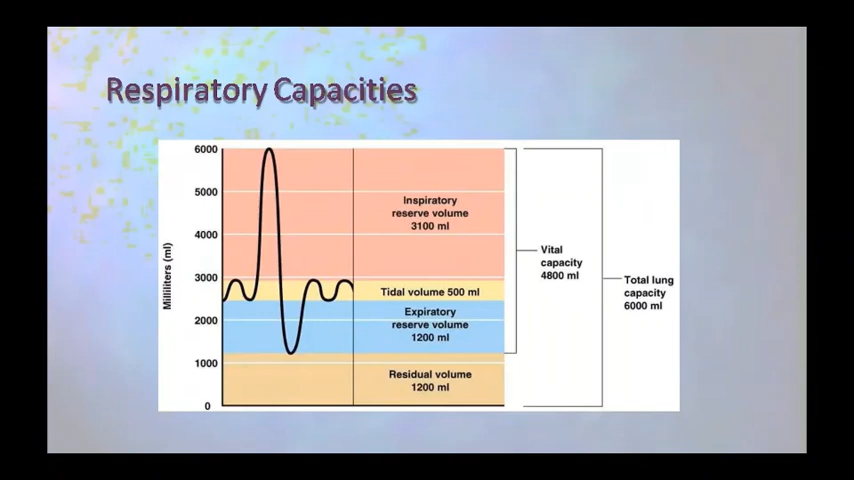 Respiratory Capacities
6000
5000
4000
3000
2000
1000
0
Milliliters (ml)
Inspiratory
reserve volume
3100 ml
Tidal volume 500 ml
Expiratory
reserve volume
1200 ml
Residual volume
1200 ml
Vital
capacity
4800 ml
Total lung
capacity
6000 ml